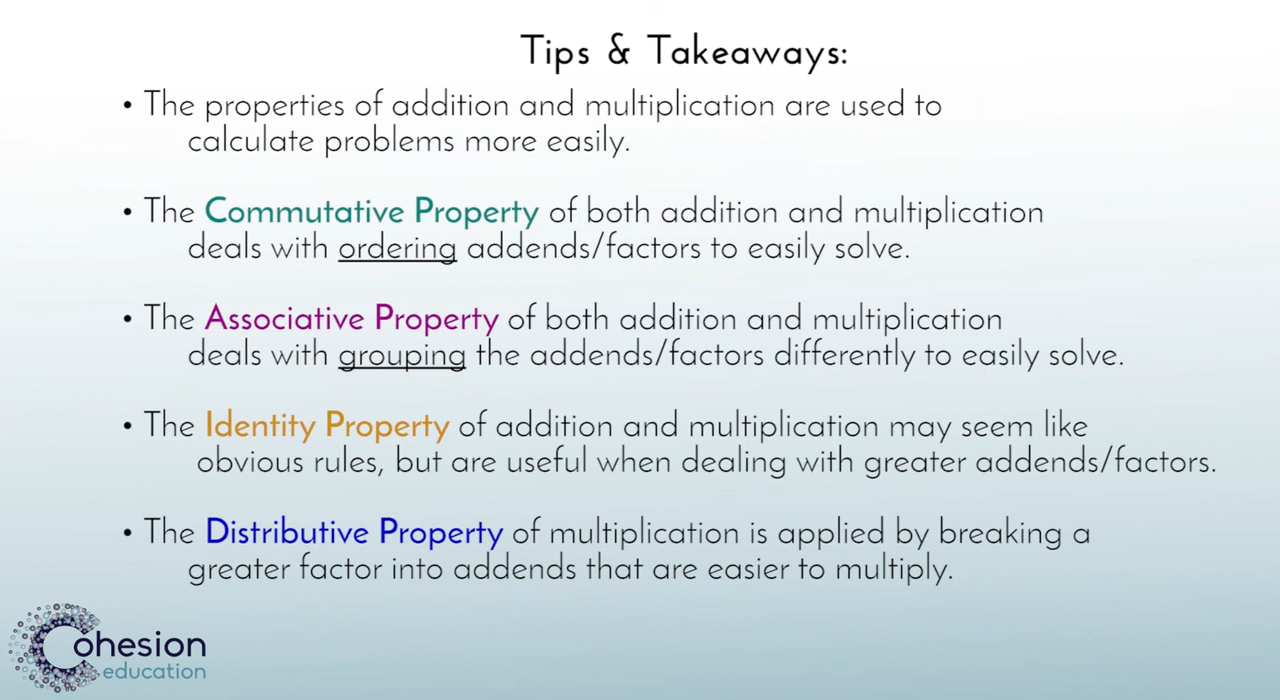 Tips & Takeaways:
• The properties of addition and multiplication are used to
calculate problems more easily.
• The Commutative Property of both addition and multiplication
deals with ordering addends/factors to easily solve.
• The Associative Property of both addition and multiplication
deals with grouping the addends/factors differently to easily solve.
• The Identity Property of addition and multiplication may seem like
obvious rules, but are useful when dealing with greater addends/factors.
• The Distributive Property of multiplication is applied by breaking a
greater factor into addends that are easier to multiply.
Cohesion
education